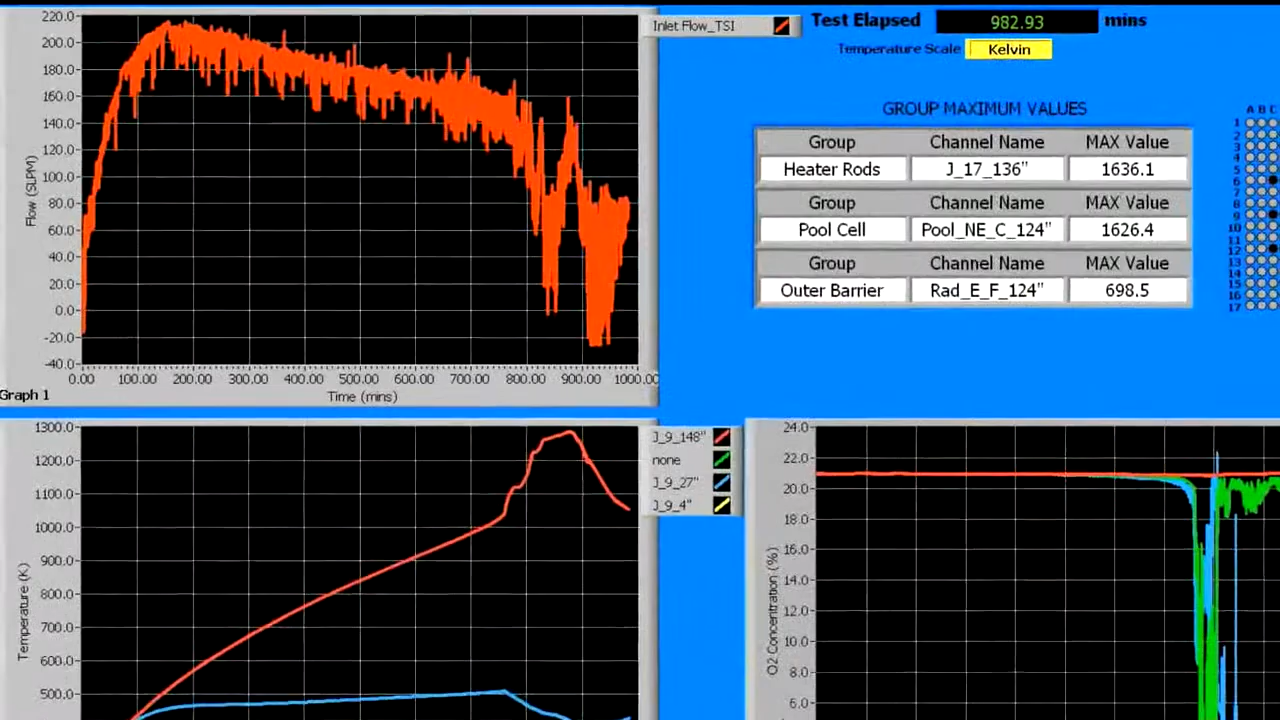 220.0
200.0
180.0
160.0
140.0
120.0
100.0
80.0
60.0
40.0
20.0
0.0
-20.0
-40.0
Flow (SLPM)
0.00 100.00 200.00 300.00 400.00 500.00 600.00 700.00 800.00 900.00 1000.00
Time (mins)
Graph 1
Inlet Flow_TSI
Test Elapsed 982.93 mins
Temperature Scale Kelvin
GROUP MAXIMUM VALUES
Group Channel Name MAX Value
Heater Rods J_17_136" 1636.1
Group Channel Name MAX Value
Pool Cell Pool_NE_C_124" 1626.4
Group Channel Name MAX Value
Outer Barrier Rad_E_F_124" 698.5
A B C
1
2
3
4
5
6
7
8
9
10
11
12
13
14
15
16
17
1300.0
1200.0
1100.0
1000.0
900.0
800.0
700.0
600.0
500.0
Temperature (K)
J_9_148"
none
J_9_27"
J_9_4"
24.0
22.0
20.0
18.0
16.0
14.0
12.0
10.0
8.0
6.0
O2 Concentration (%)